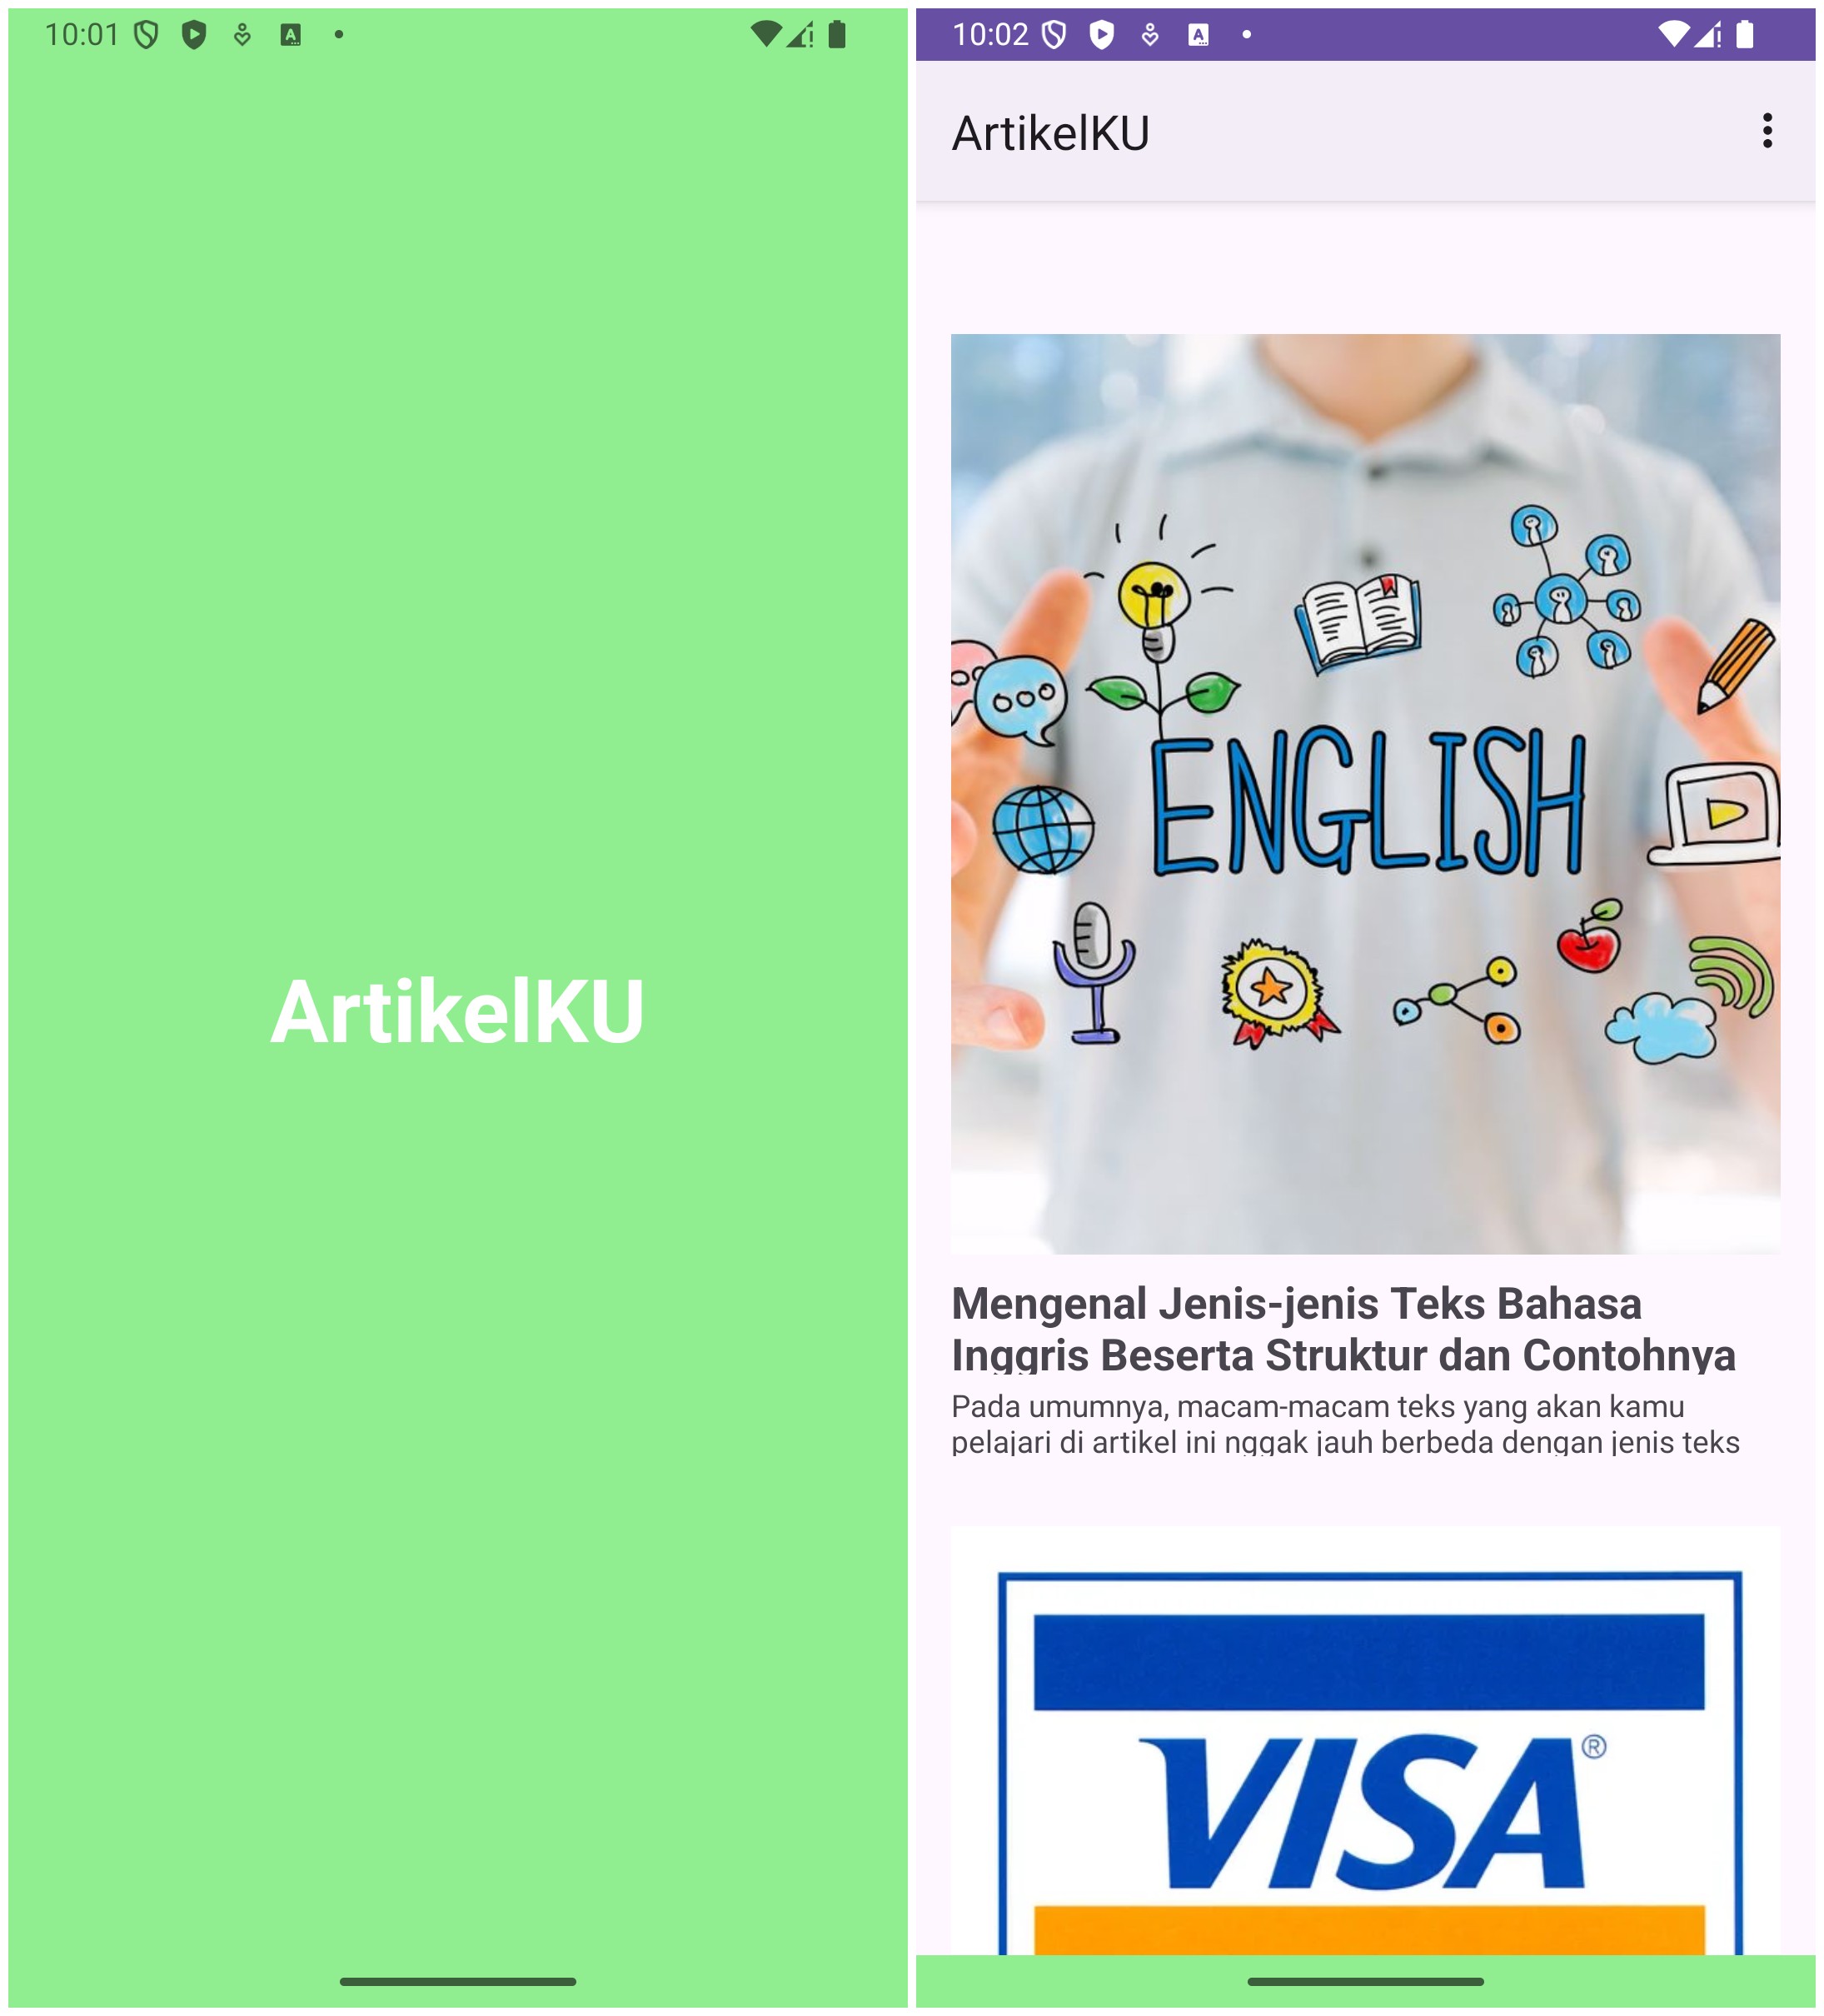 10:01
ArtikelKU
10:02
ArtikelKU
ENGLISH
Mengenal Jenis-jenis Teks Bahasa
Inggris Beserta Struktur dan Contohnya
Pada umumnya, macam-macam teks yang akan kamu
pelajari di artikel ini nggak jauh berbeda dengan jenis teks
VISA®